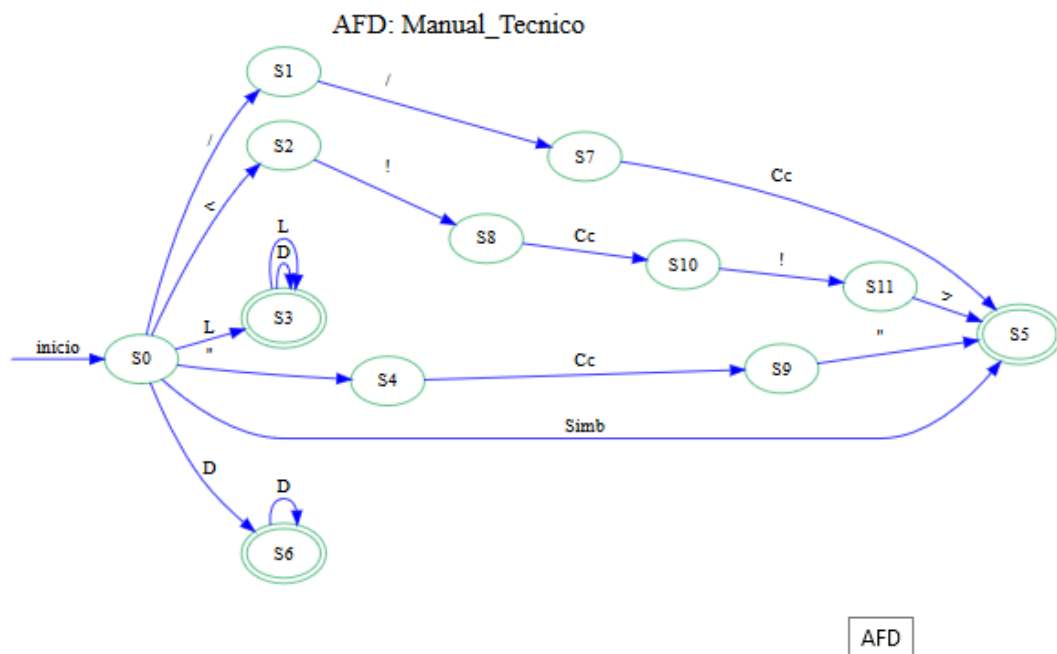 AFD: Manual_Tecnico
S1
/
/
S7
S2
!
Cc
<
S8
Cc
S10
!
S11
>
L
D
S3
S5
inicio
S0
L
"
S4
Cc
S9
"
Simb
D
D
S6
AFD